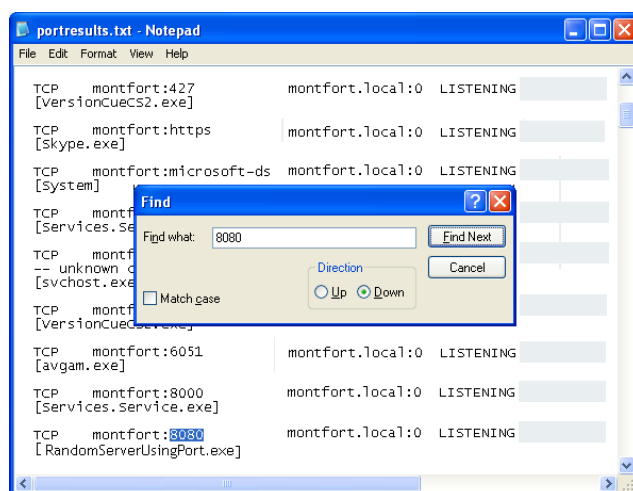 portresults.txt - Notepad
File Edit Format View Help
TCP montfort:427 montfort.local:0 LISTENING
[VersionCueCS2.exe]
TCP montfort:https montfort.local:0 LISTENING
[Skype.exe]
TCP montfort:microsoft-ds montfort.local:0 LISTENING
[System]
TCP
[Services.Se
TCP
-- unknown
[svchost.exe
TCP
Find
Find what: 8080
Find Next
Direction
Cancel
Match case
Up Down
TCP montfort:6051 montfort.local:0 LISTENING
[avgam.exe]
TCP montfort:8000 montfort.local:0 LISTENING
[Services.Service.exe]
TCP montfort:8080 montfort.local:0 LISTENING
[ RandomServerUsingPort.exe]